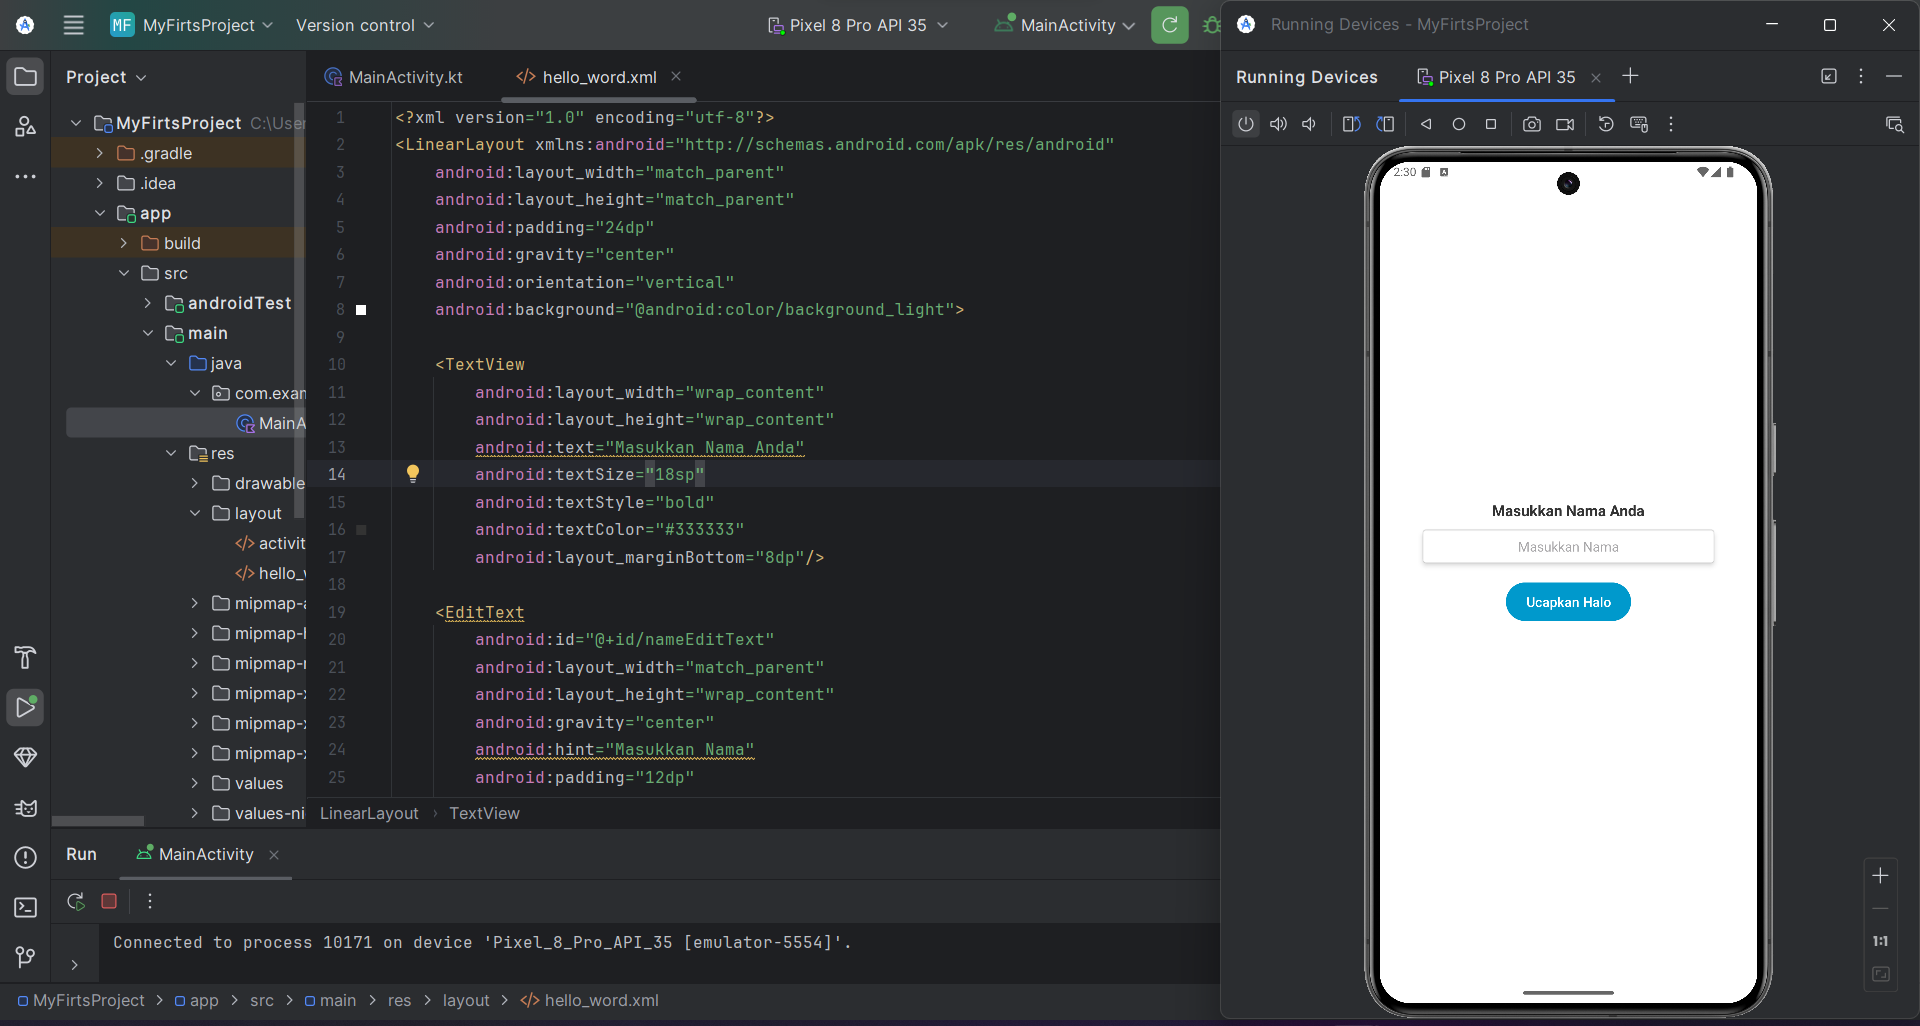 MF MyFirtsProject Version control Pixel 8 Pro API 35 MainActivity
Running Devices - MyFirtsProject
Project
MainActivity.kt hello_word.xml
Running Devices Pixel 8 Pro API 35
MyFirtsProject C:\User
.gradle
.idea
app
build
src
androidTest
main
java
com.exam
MainA
res
drawable
layout
activit
hello_w
mipmap-a
mipmap-h
mipmap-m
mipmap-x
mipmap-x
mipmap-x
values
values-ni
1 <?xml version="1.0" encoding="utf-8"?>
2 <LinearLayout xmlns:android="http://schemas.android.com/apk/res/android"
3 android:layout_width="match_parent"
4 android:layout_height="match_parent"
5 android:padding="24dp"
6 android:gravity="center"
7 android:orientation="vertical"
8 android:background="@android:color/background_light">
9
10 <TextView
11 android:layout_width="wrap_content"
12 android:layout_height="wrap_content"
13 android:text="Masukkan Nama Anda"
14 android:textSize="18sp"
15 android:textStyle="bold"
16 android:textColor="#333333"
17 android:layout_marginBottom="8dp"/>
18
19 <EditText
20 android:id="@+id/nameEditText"
21 android:layout_width="match_parent"
22 android:layout_height="wrap_content"
23 android:gravity="center"
24 android:hint="Masukkan Nama"
25 android:padding="12dp"
LinearLayout › TextView
2:30
Masukkan Nama Anda
Masukkan Nama
Ucapkan Halo
1:1
Run MainActivity
Connected to process 10171 on device 'Pixel_8_Pro_API_35 [emulator-5554]'.
MyFirtsProject > app > src > main > res > layout > hello_word.xml